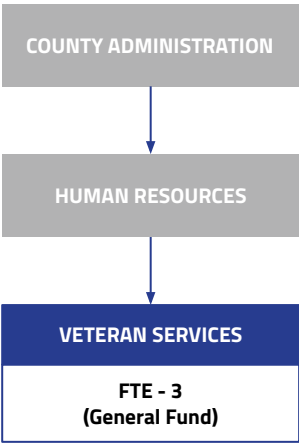 COUNTY ADMINISTRATION
HUMAN RESOURCES
VETERAN SERVICES
FTE - 3
(General Fund)